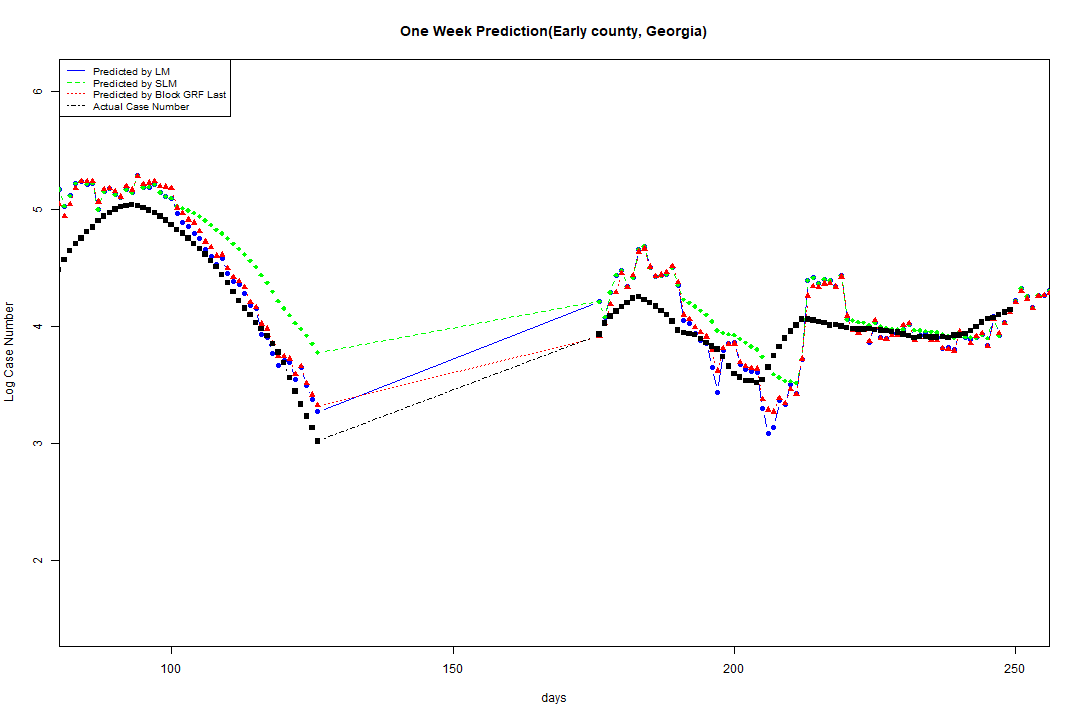 One Week Prediction(Early county, Georgia)
Predicted by LM
Predicted by SLM
Predicted by Block GRF Last
Actual Case Number
6
5
4
3
2
Log Case Number
100
150
200
250
days